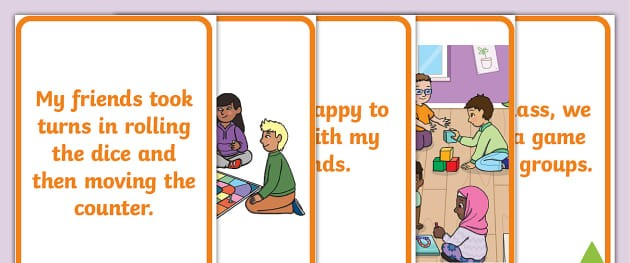 My friends took
turns in rolling
the dice and
then moving the
counter.
appy to
ith my
nds.
lass, we
a game
groups.